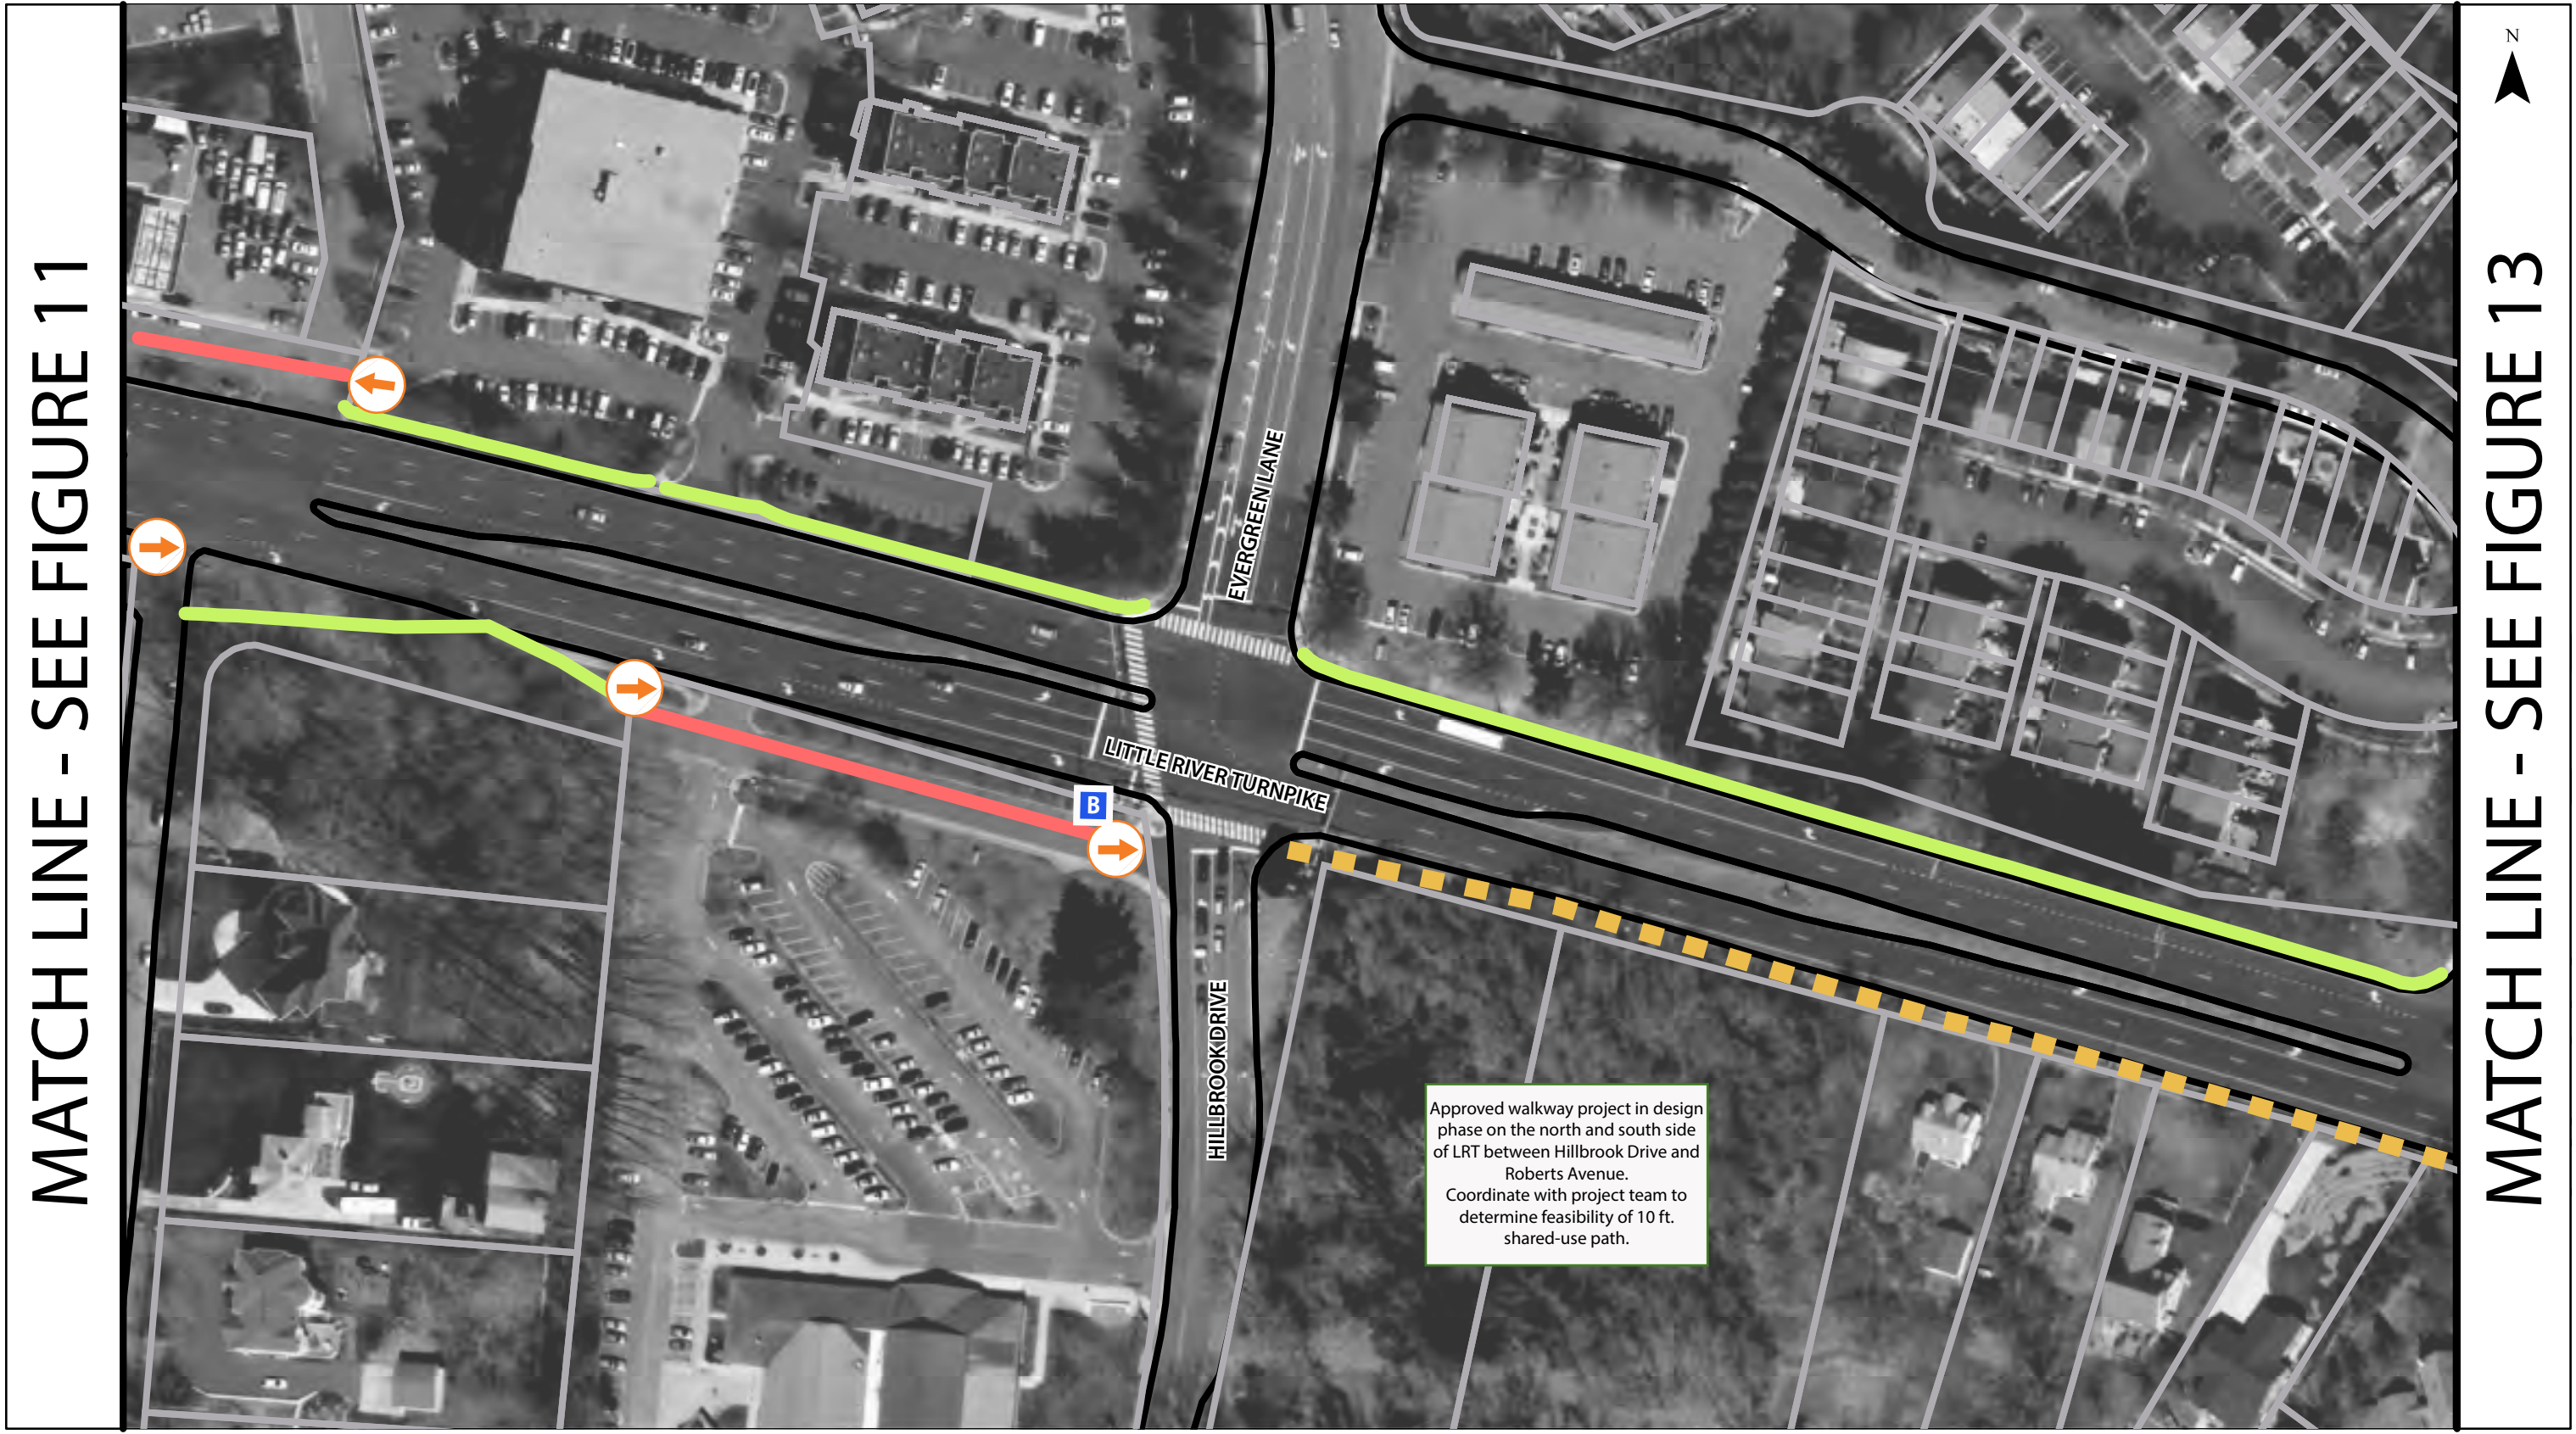 MATCH LINE - SEE FIGURE 11
N
MATCH LINE - SEE FIGURE 13
EVERGREEN LANE
LITTLE RIVER TURNPIKE
B
HILLBROOK DRIVE
Approved walkway project in design
phase on the north and south side
of LRT between Hillbrook Drive and
Roberts Avenue.
Coordinate with project team to
determine feasibility of 10 ft.
shared-use path.